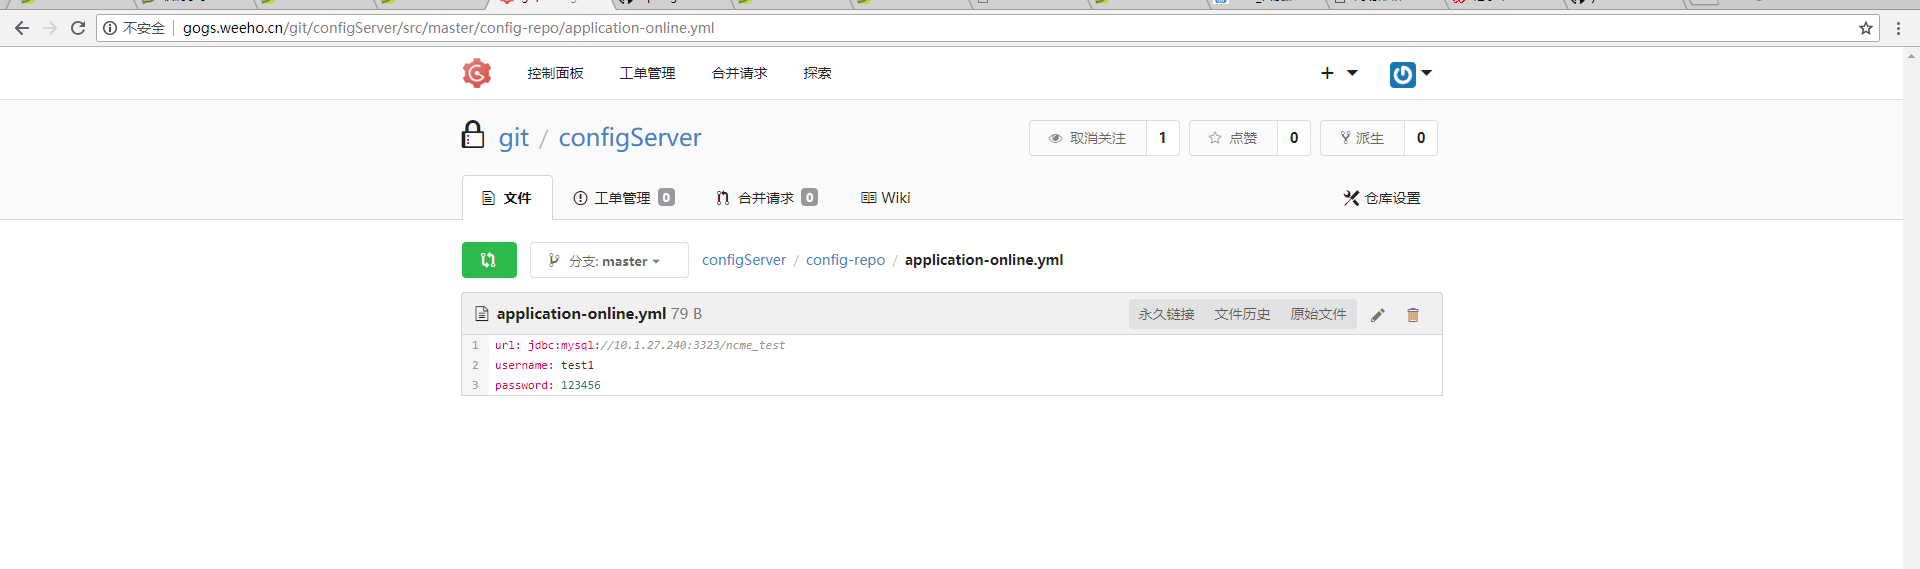 不安全 gogs.weeho.cn/git/configServer/src/master/config-repo/application-online.yml
控制面板 工单管理 合并请求 探索
git / configServer 取消关注 1 点赞 0 派生 0
文件 工单管理 0 合并请求 0 Wiki 仓库设置
分支: master configServer / config-repo / application-online.yml
application-online.yml 79 B 永久链接 文件历史 原始文件
1 url: jdbc:mysql://10.1.27.240:3323/ncme_test
2 username: test1
3 password: 123456